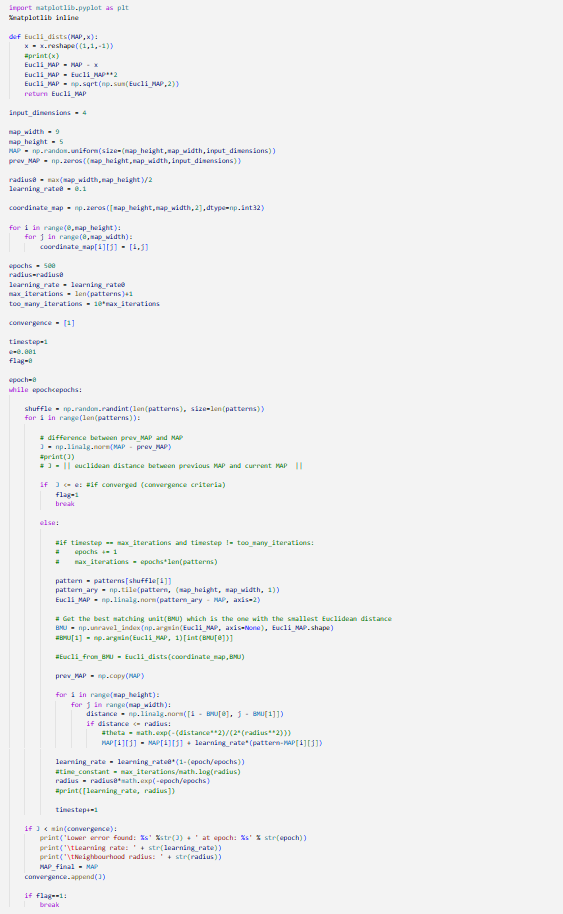 import matplotlib.pyplot as plt
%matplotlib inline
def Eucli_dists(MAP,x):
x = x.reshape((1,1,-1))
#print(x)
Eucli_MAP = MAP - x
Eucli_MAP = Eucli_MAP**2
Eucli_MAP = np.sqrt(np.sum(Eucli_MAP,2))
return Eucli_MAP
input_dimensions = 4
map_width = 9
map_height = 5
MAP = np.random.uniform(size=(map_height,map_width,input_dimensions))
prev_MAP = np.zeros((map_height,map_width,input_dimensions))
radius0 = max(map_width,map_height)/2
learning_rate0 = 0.1
coordinate_map = np.zeros([map_height,map_width,2],dtype=np.int32)
for i in range(0,map_height):
for j in range(0,map_width):
coordinate_map[i][j] = [i,j]
epochs = 500
radius=radius0
learning_rate = learning_rate0
max_iterations = len(patterns)+1
too_many_iterations = 10*max_iterations
convergence = [1]
timestep=1
e=0.001
flag=0
epoch=0
while epoch<epochs:
shuffle = np.random.randint(len(patterns), size=len(patterns))
for i in range(len(patterns)):
# difference between prev_MAP and MAP
J = np.linalg.norm(MAP - prev_MAP)
#print(J)
# J = || euclidean distance between previous MAP and current MAP  ||
if  J <= e: #if converged (convergence criteria)
flag=1
break
else:
#if timestep == max_iterations and timestep != too_many_iterations:
#    epochs += 1
#    max_iterations = epochs*len(patterns)
pattern = patterns[shuffle[i]]
pattern_ary = np.tile(pattern, (map_height, map_width, 1))
Eucli_MAP = np.linalg.norm(pattern_ary - MAP, axis=2)
# Get the best matching unit(BMU) which is the one with the smallest Euclidean distance
BMU = np.unravel_index(np.argmin(Eucli_MAP, axis=None), Eucli_MAP.shape)
#BMU[1] = np.argmin(Eucli_MAP, 1)[int(BMU[0])]
#Eucli_from_BMU = Eucli_dists(coordinate_map,BMU)
prev_MAP = np.copy(MAP)
for i in range(map_height):
for j in range(map_width):
distance = np.linalg.norm([i - BMU[0], j - BMU[1]])
if distance <= radius:
#theta = math.exp(-(distance**2)/(2*(radius**2)))
MAP[i][j] = MAP[i][j] + learning_rate*(pattern-MAP[i][j])
learning_rate = learning_rate0*(1-(epoch/epochs))
#time_constant = max_iterations/math.log(radius)
radius = radius0*math.exp(-epoch/epochs)
#print([learning_rate, radius])
timestep+=1
if J < min(convergence):
print('Lower error found: %s' %str(J) + ' at epoch: %s' % str(epoch))
print('\tLearning rate: ' + str(learning_rate))
print('\tNeighbourhood radius: ' + str(radius))
MAP_final = MAP
convergence.append(J)
if flag==1:
break